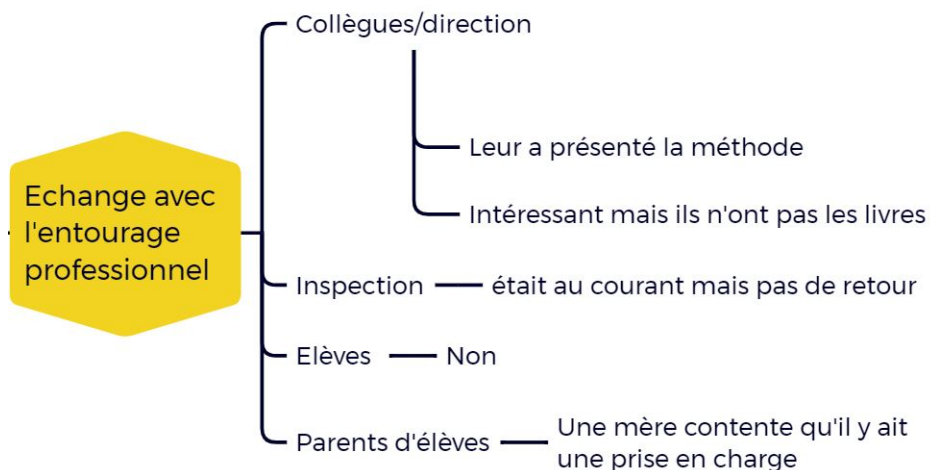 Collègues/direction
Leur a présenté la méthode
Intéressant mais ils n'ont pas les livres
Echange avec
l'entourage
professionnel
Inspection
était au courant mais pas de retour
Elèves
Non
Parents d'élèves
Une mère contente qu'il y ait
une prise en charge